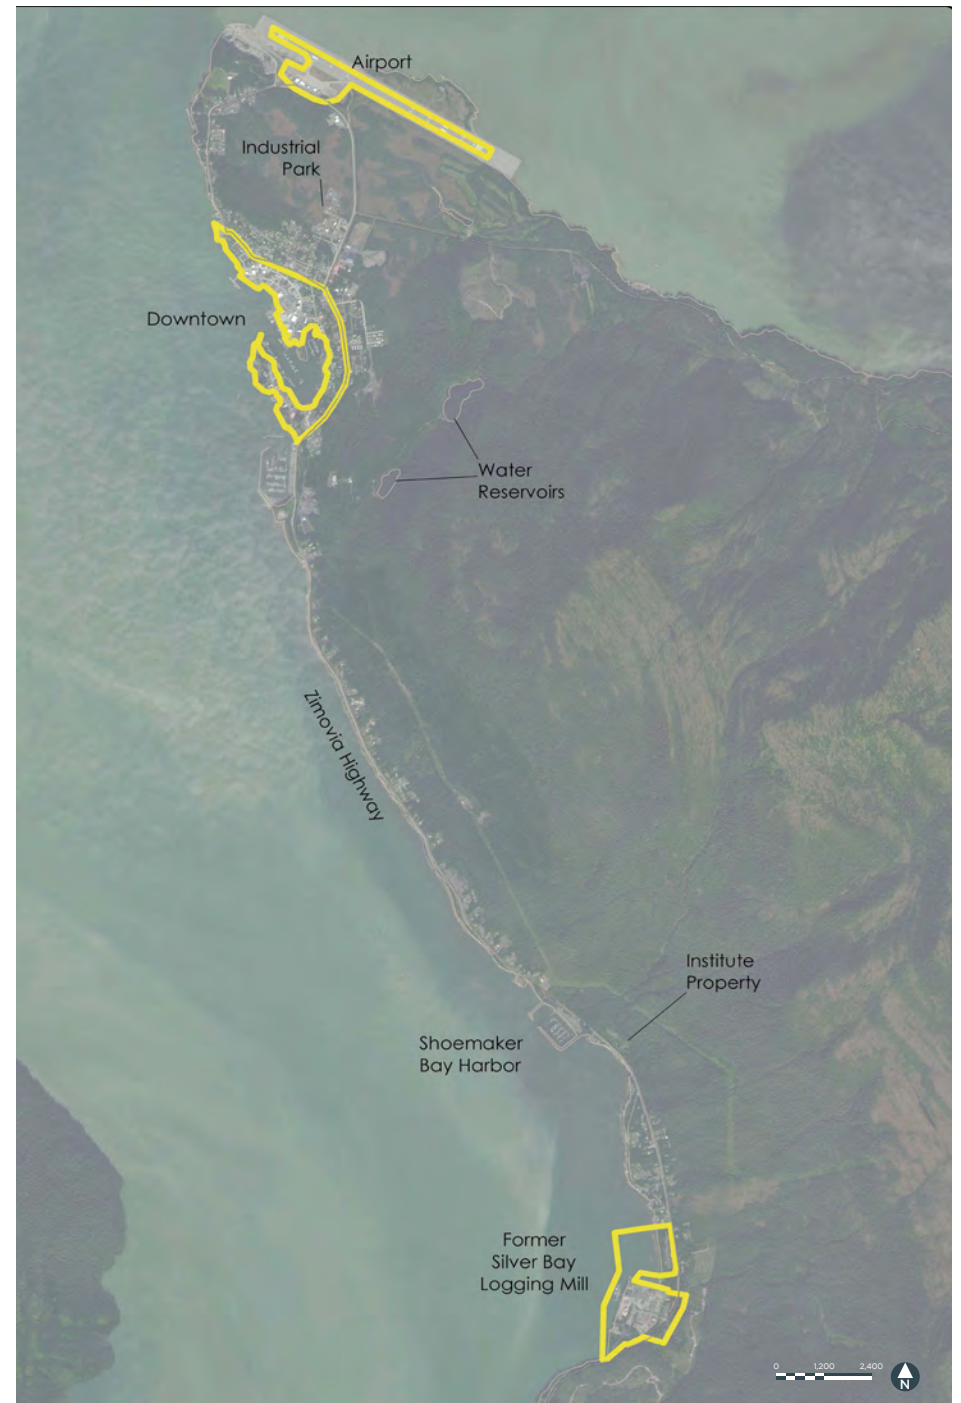 Airport
Industrial
Park
Downtown
Water
Reservoirs
Zimovia Highway
Institute
Property
Shoemaker
Bay Harbor
Former
Silver Bay
Logging Mill
0 1,200 2,400
N